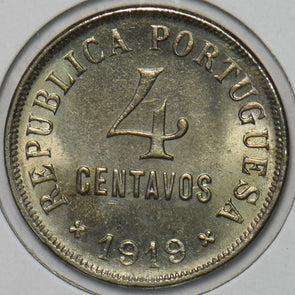 REPUBLICA PORTUGUESA
4
CENTAVOS
* 1919 *